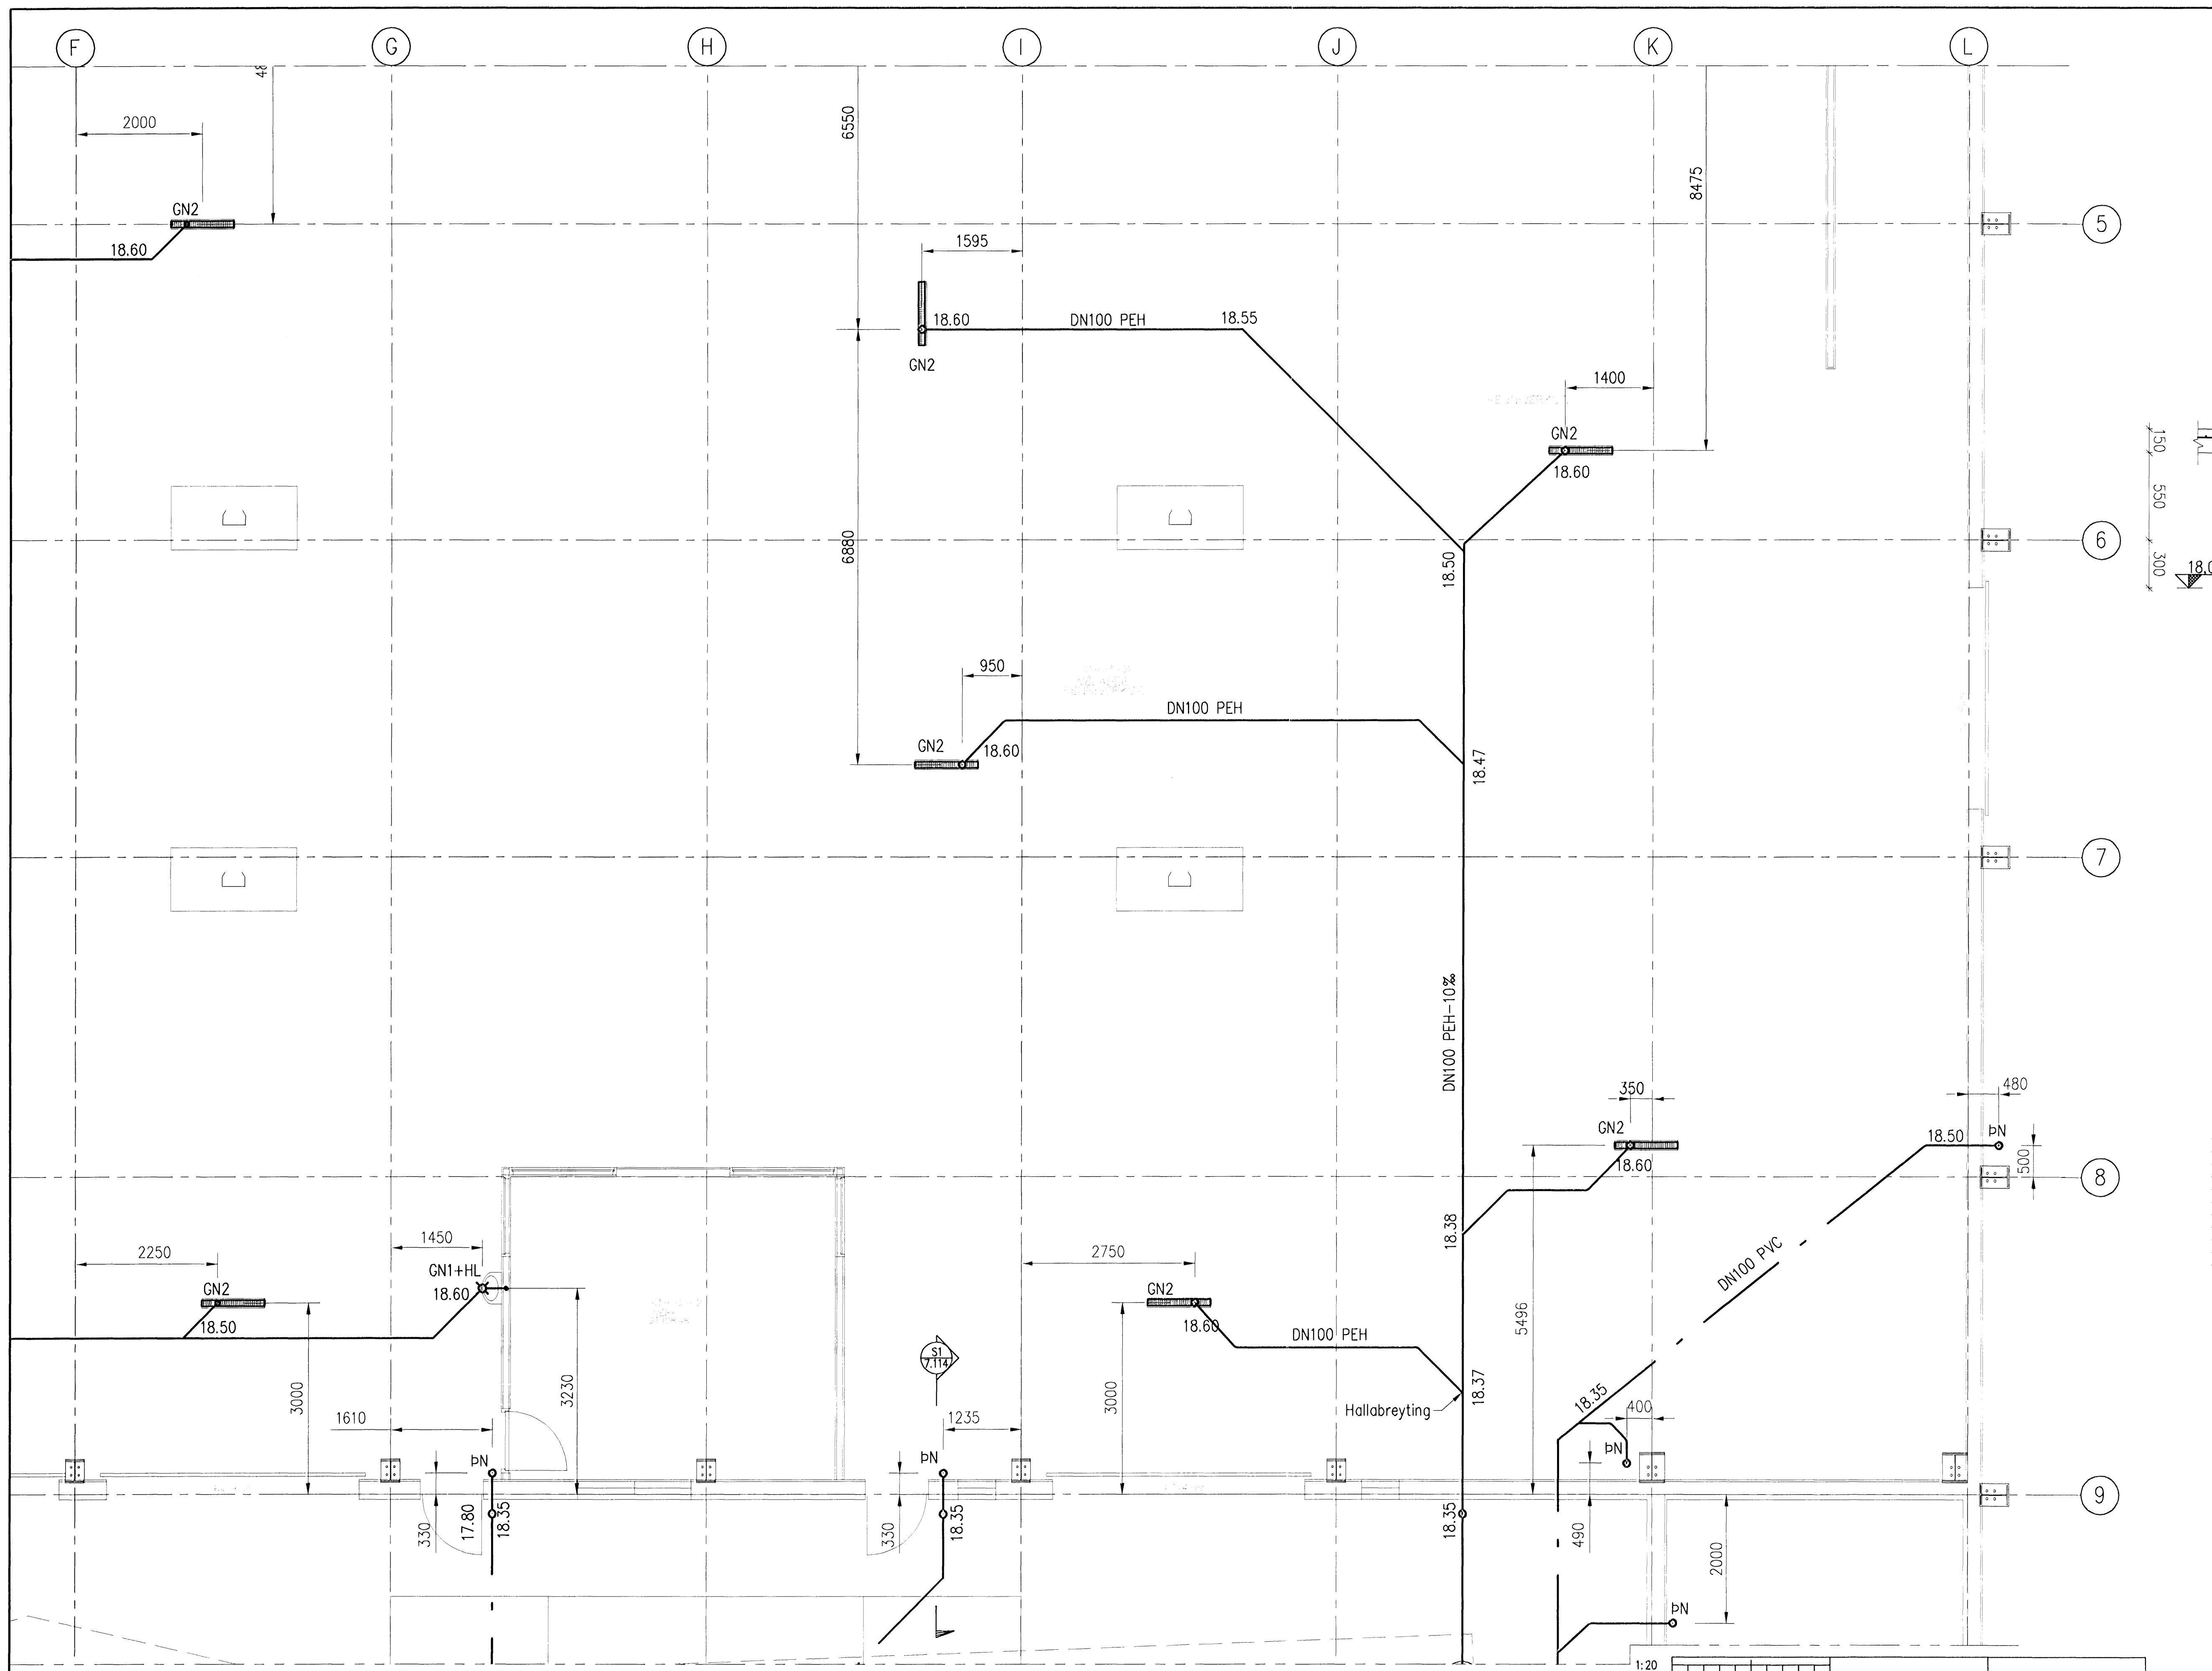 F
G
H
I
J
K
L
48
2000
6550
8475
GN2
5
18.60
1595
18.60
DN100 PEH
18.55
GN2
1400
GN2
18.60
150
550
300
18.0
6880
18.50
6
950
DN100 PEH
GN2
18.60
18.47
7
DN100 PEH-10‰
350
480
GN2
18.60
18.50
ÞN
500
8
18.38
1450
2250
2750
GN1+HL
GN2
18.60
GN2
18.50
18.60
DN100 PEH
DN100 PVC
5496
S1
7.114
3000
3230
3000
18.37
18.35
400
1610
1235
Hallabreyting
ÞN
ÞN
ÞN
9
330
17.80
18.35
330
18.35
18.35
490
2000
ÞN
1:20